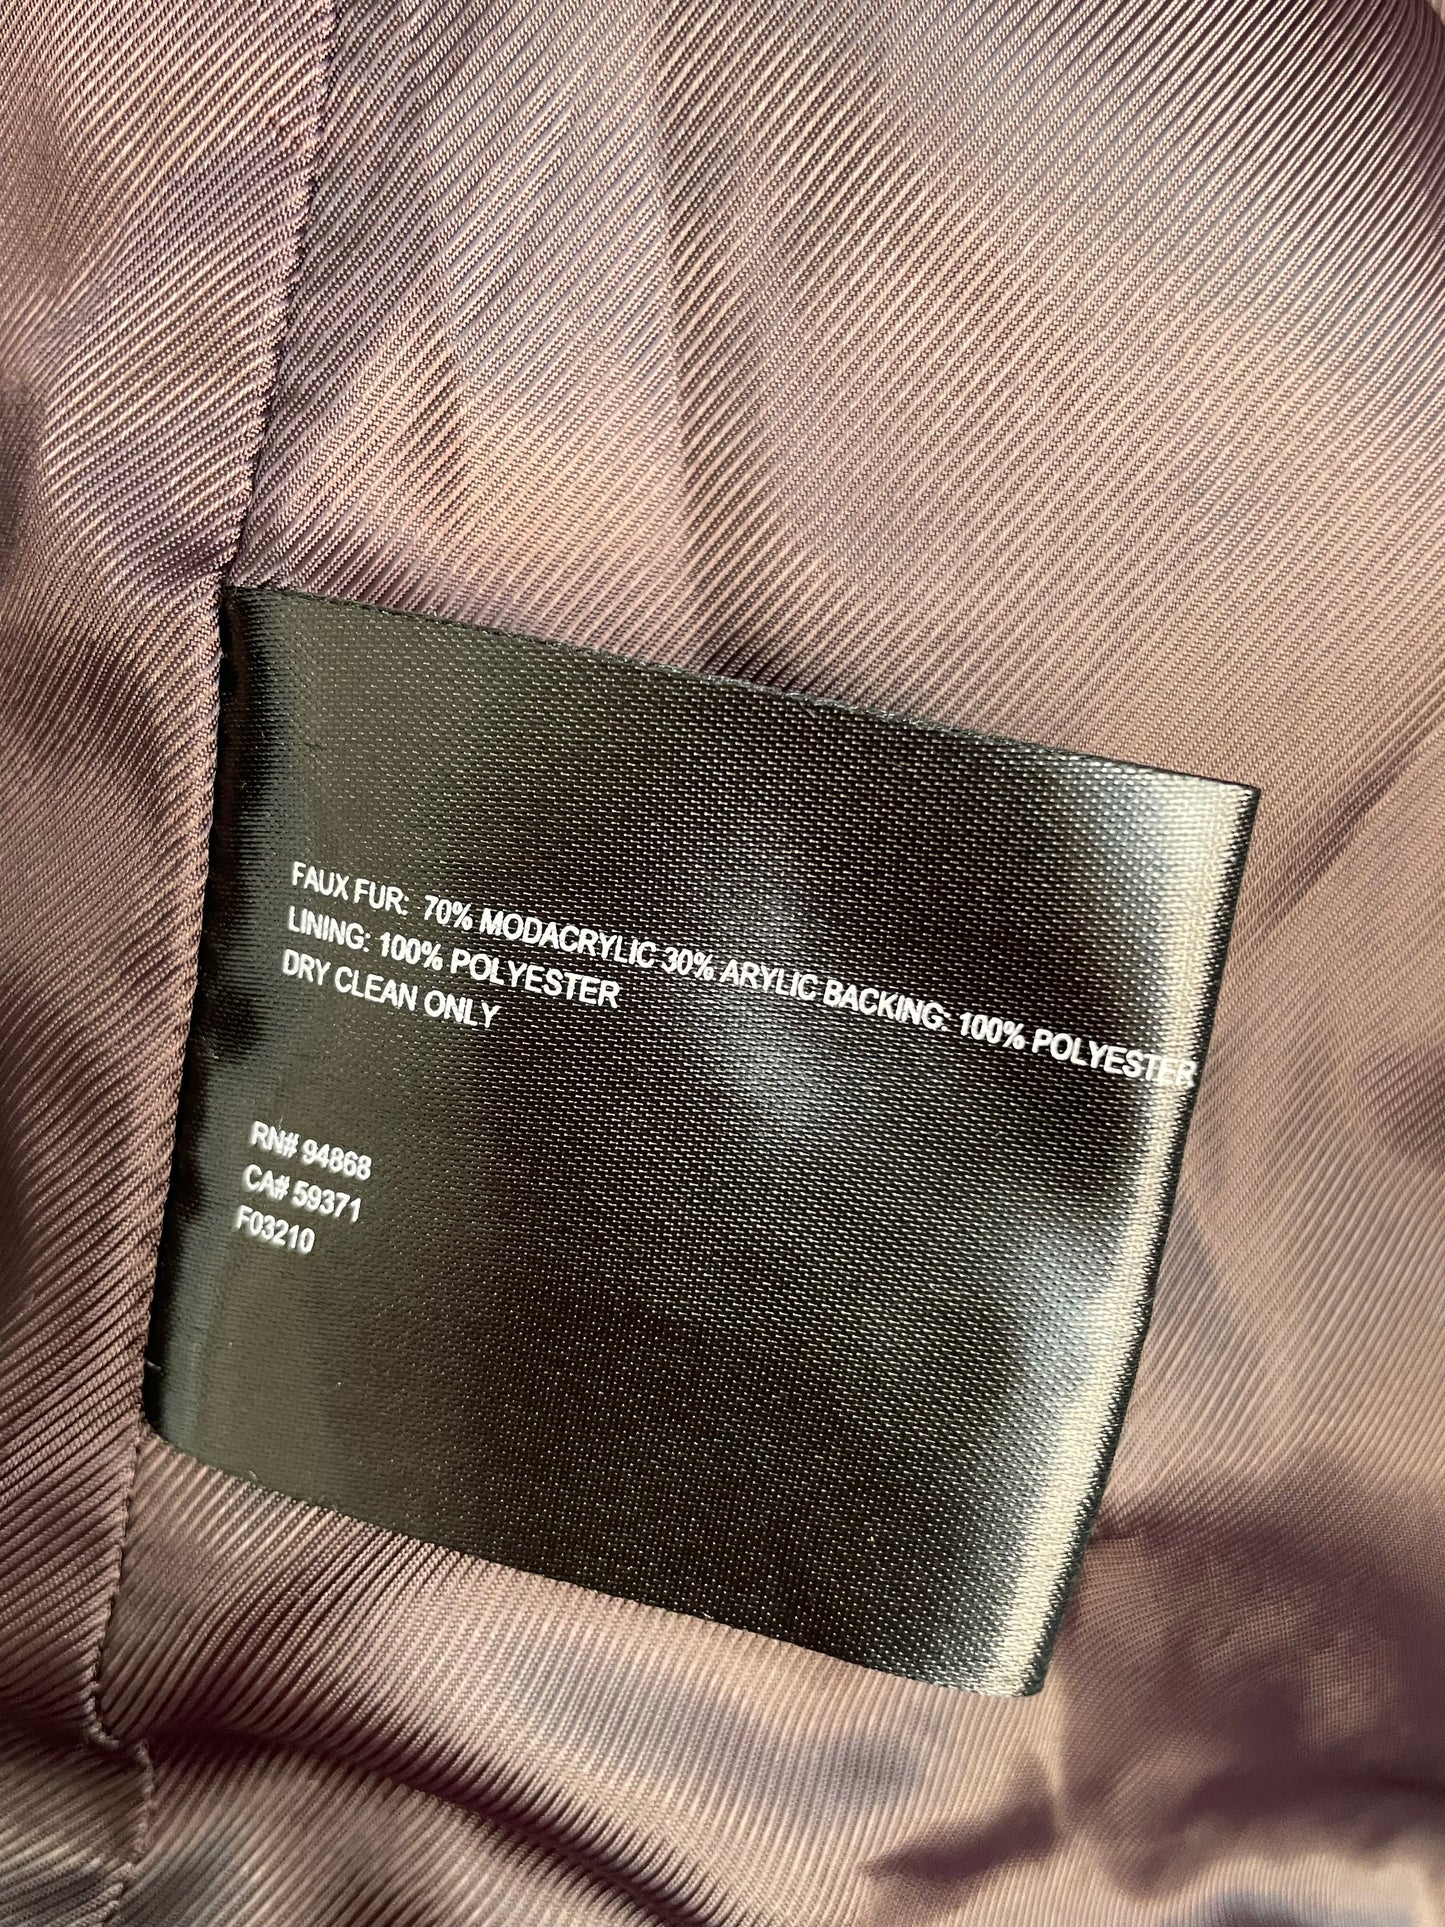 FAUX FUR: 70% MODACRYLIC 30% ARYLIC BACKING: 100% POLYESTER
LINING: 100% POLYESTER
DRY CLEAN ONLY
RN# 94868
CA# 59371
F03210